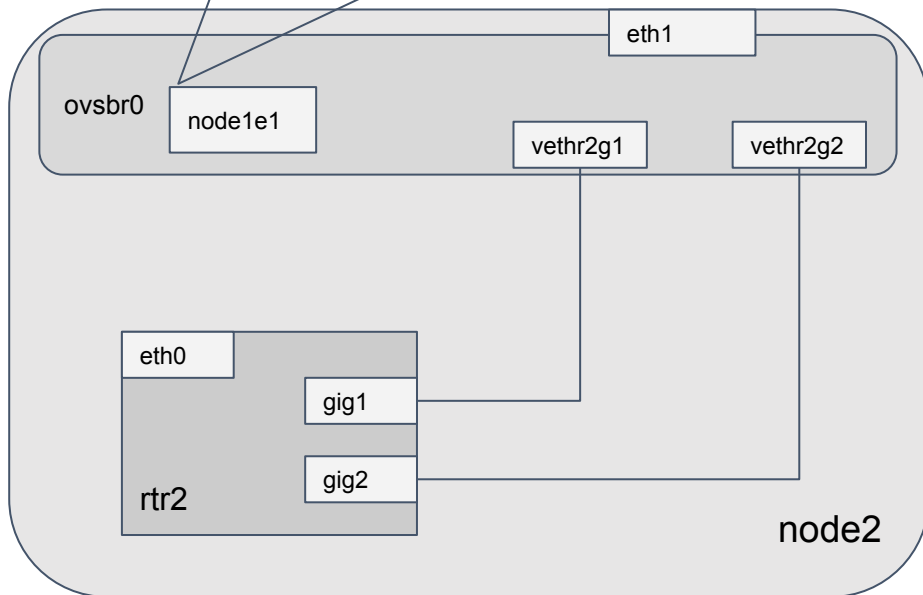 eth1
ovsbr0
node1e1
vethr2g1
vethr2g2
eth0
gig1
gig2
rtr2
node2